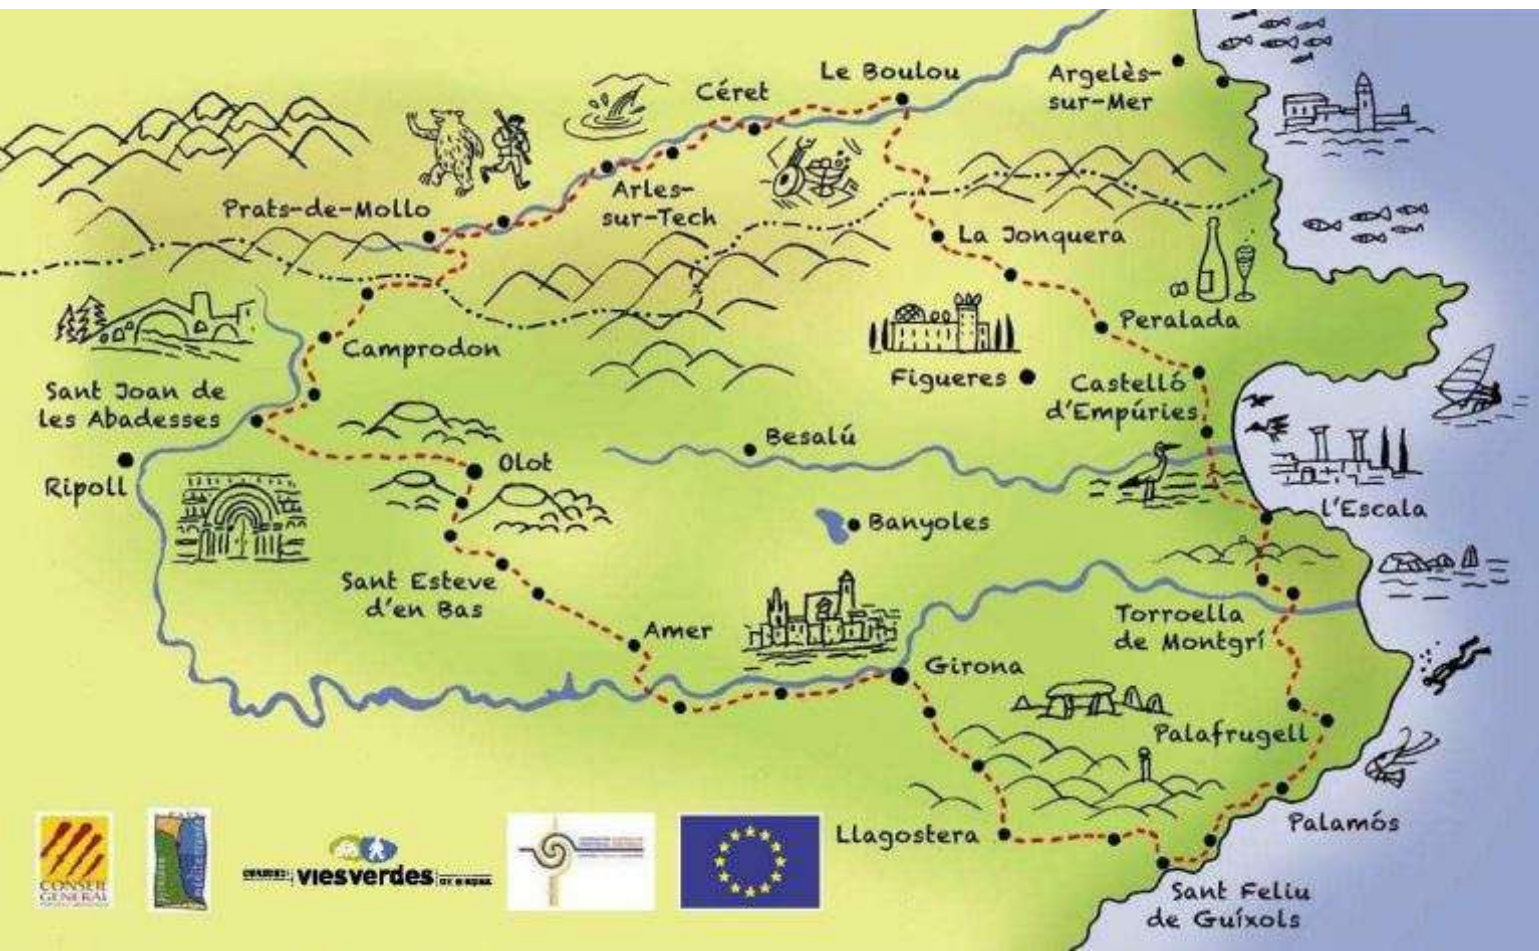 Le Boulou
Argelès-
sur-Mer
Céret
Arles-
sur-Tech
Prats-de-Mollo
La Jonquera
Peralada
Camprodon
Figueres
Castelló
d'Empúries
Sant Joan de
les Abadesses
Besalú
Olot
Ripoll
l'Escala
Banyoles
Sant Esteve
d'en Bas
Torroella
de Montgrí
Amer
Girona
Palafrugell
Llagostera
Palamós
Sant Feliu
de Guíxols
CONSEIL
GENERAL
viesverdes